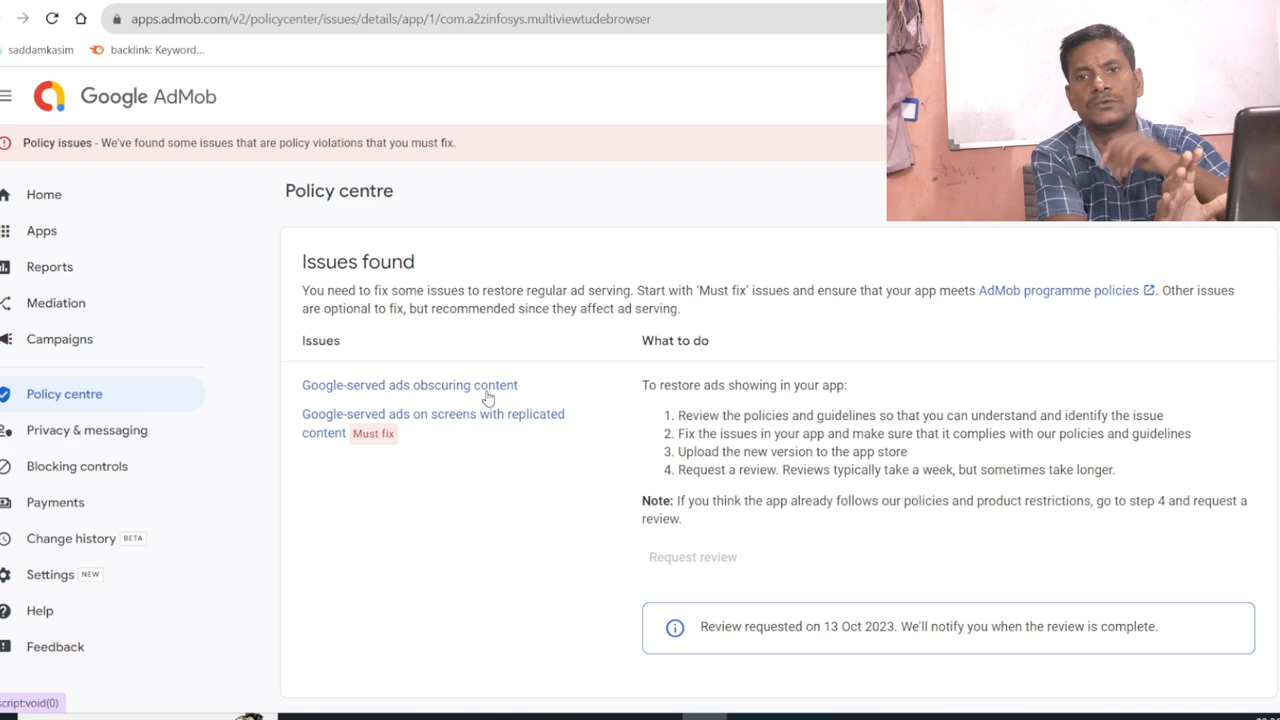 apps.admob.com/v2/policycenter/issues/details/app/1/com.a2zinfosys.multiviewtudebrowser
saddamkasim
backlink: Keyword...
Google AdMob
Policy issues - We've found some issues that are policy violations that you must fix.
Home
Apps
Reports
Mediation
Campaigns
Policy centre
Privacy & messaging
Blocking controls
Payments
Change history BETA
Settings NEW
Help
Feedback
script:void(0)
Policy centre
Issues found
You need to fix some issues to restore regular ad serving. Start with 'Must fix' issues and ensure that your app meets AdMob programme policies. Other issues
are optional to fix, but recommended since they affect ad serving.
Issues
Google-served ads obscuring content
Google-served ads on screens with replicated
content Must fix
What to do
To restore ads showing in your app:
1. Review the policies and guidelines so that you can understand and identify the issue
2. Fix the issues in your app and make sure that it complies with our policies and guidelines
3. Upload the new version to the app store
4. Request a review. Reviews typically take a week, but sometimes take longer.
Note: If you think the app already follows our policies and product restrictions, go to step 4 and request a
review.
Request review
Review requested on 13 Oct 2023. We'll notify you when the review is complete.